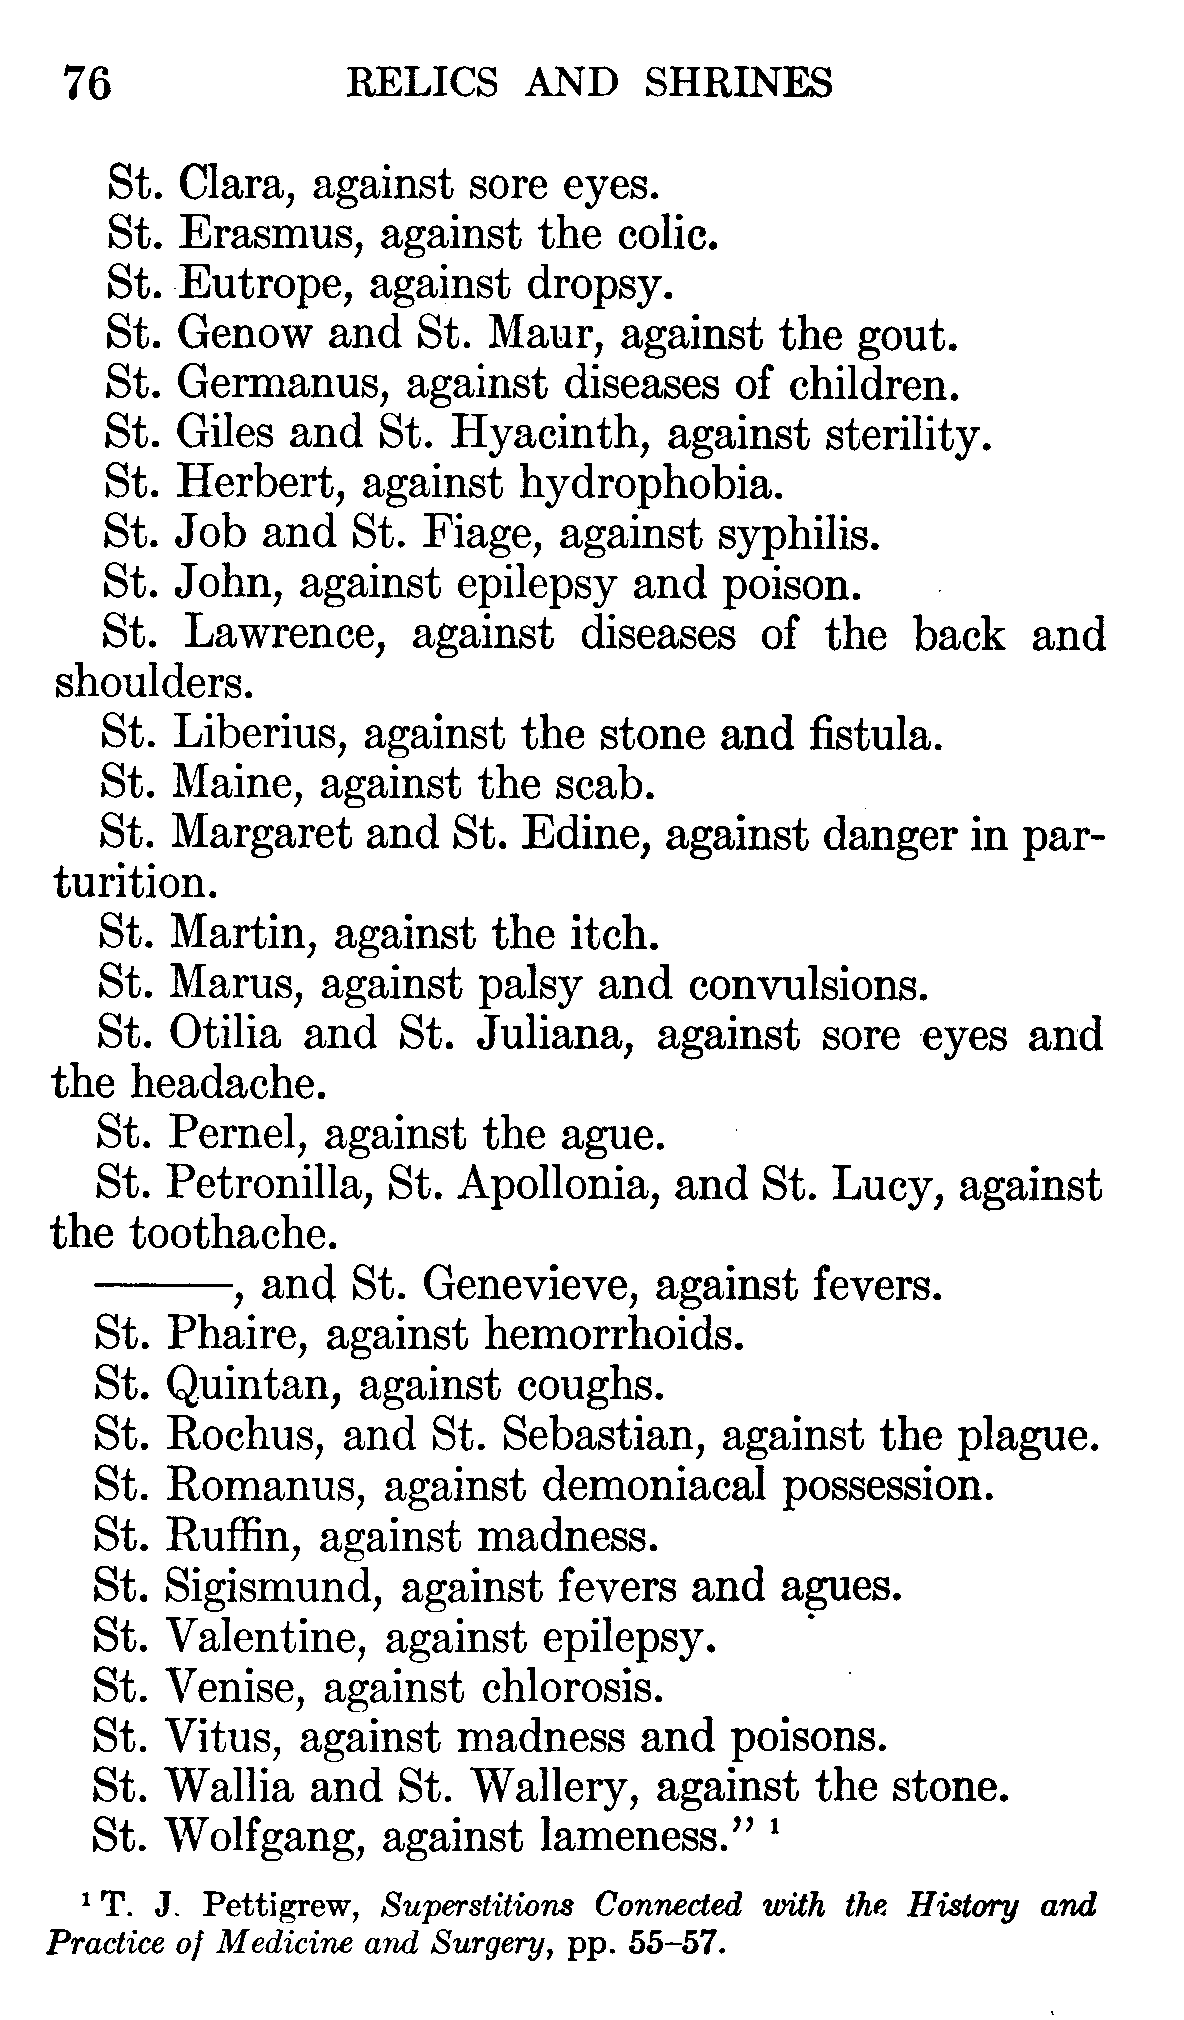 76 RELICS AND SHRINES
St. Clara, against sore eyes.
St. Erasmus, against the colic.
St. Eutrope, against dropsy.
St. Genow and St. Maur, against the gout.
St. Germanus, against diseases of children.
St. Giles and St. Hyacinth, against sterility.
St. Herbert, against hydrophobia.
St. Job and St. Fiage, against syphilis.
St. John, against epilepsy and poison.
St. Lawrence, against diseases of the back and
shoulders.
St. Liberius, against the stone and fistula.
St. Maine, against the scab.
St. Margaret and St. Edine, against danger in par-
turition.
St. Martin, against the itch.
St. Marus, against palsy and convulsions.
St. Otilia and St. Juliana, against sore eyes and
the headache.
St. Pernel, against the ague.
St. Petronilla, St. Apollonia, and St. Lucy, against
the toothache.
———, and St. Genevieve, against fevers.
St. Phaire, against hemorrhoids.
St. Quintan, against coughs.
St. Rochus, and St. Sebastian, against the plague.
St. Romanus, against demoniacal possession.
St. Ruffin, against madness.
St. Sigismund, against fevers and agues.
St. Valentine, against epilepsy.
St. Venise, against chlorosis.
St. Vitus, against madness and poisons.
St. Wallia and St. Wallery, against the stone.
St. Wolfgang, against lameness.” ¹
¹ T. J. Pettigrew, Superstitions Connected with the History and
Practice of Medicine and Surgery, pp. 55–57.